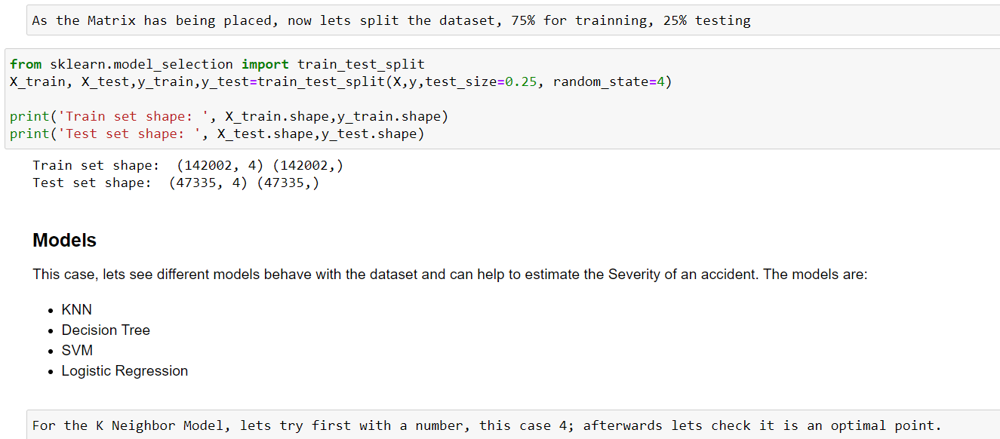 As the Matrix has being placed, now lets split the dataset, 75% for trainning, 25% testing
from sklearn.model_selection import train_test_split
X_train, X_test,y_train,y_test=train_test_split(X,y,test_size=0.25, random_state=4)
print('Train set shape: ', X_train.shape,y_train.shape)
print('Test set shape: ', X_test.shape,y_test.shape)
Train set shape:  (142002, 4) (142002,)
Test set shape:  (47335, 4) (47335,)
Models
This case, lets see different models behave with the dataset and can help to estimate the Severity of an accident. The models are:
• KNN
• Decision Tree
• SVM
• Logistic Regression
For the K Neighbor Model, lets try first with a number, this case 4; afterwards lets check it is an optimal point.